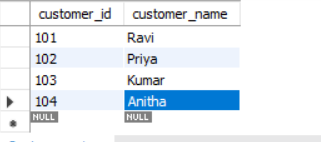 customer_id customer_name
101 Ravi
102 Priya
103 Kumar
104 Anitha
NULL NULL